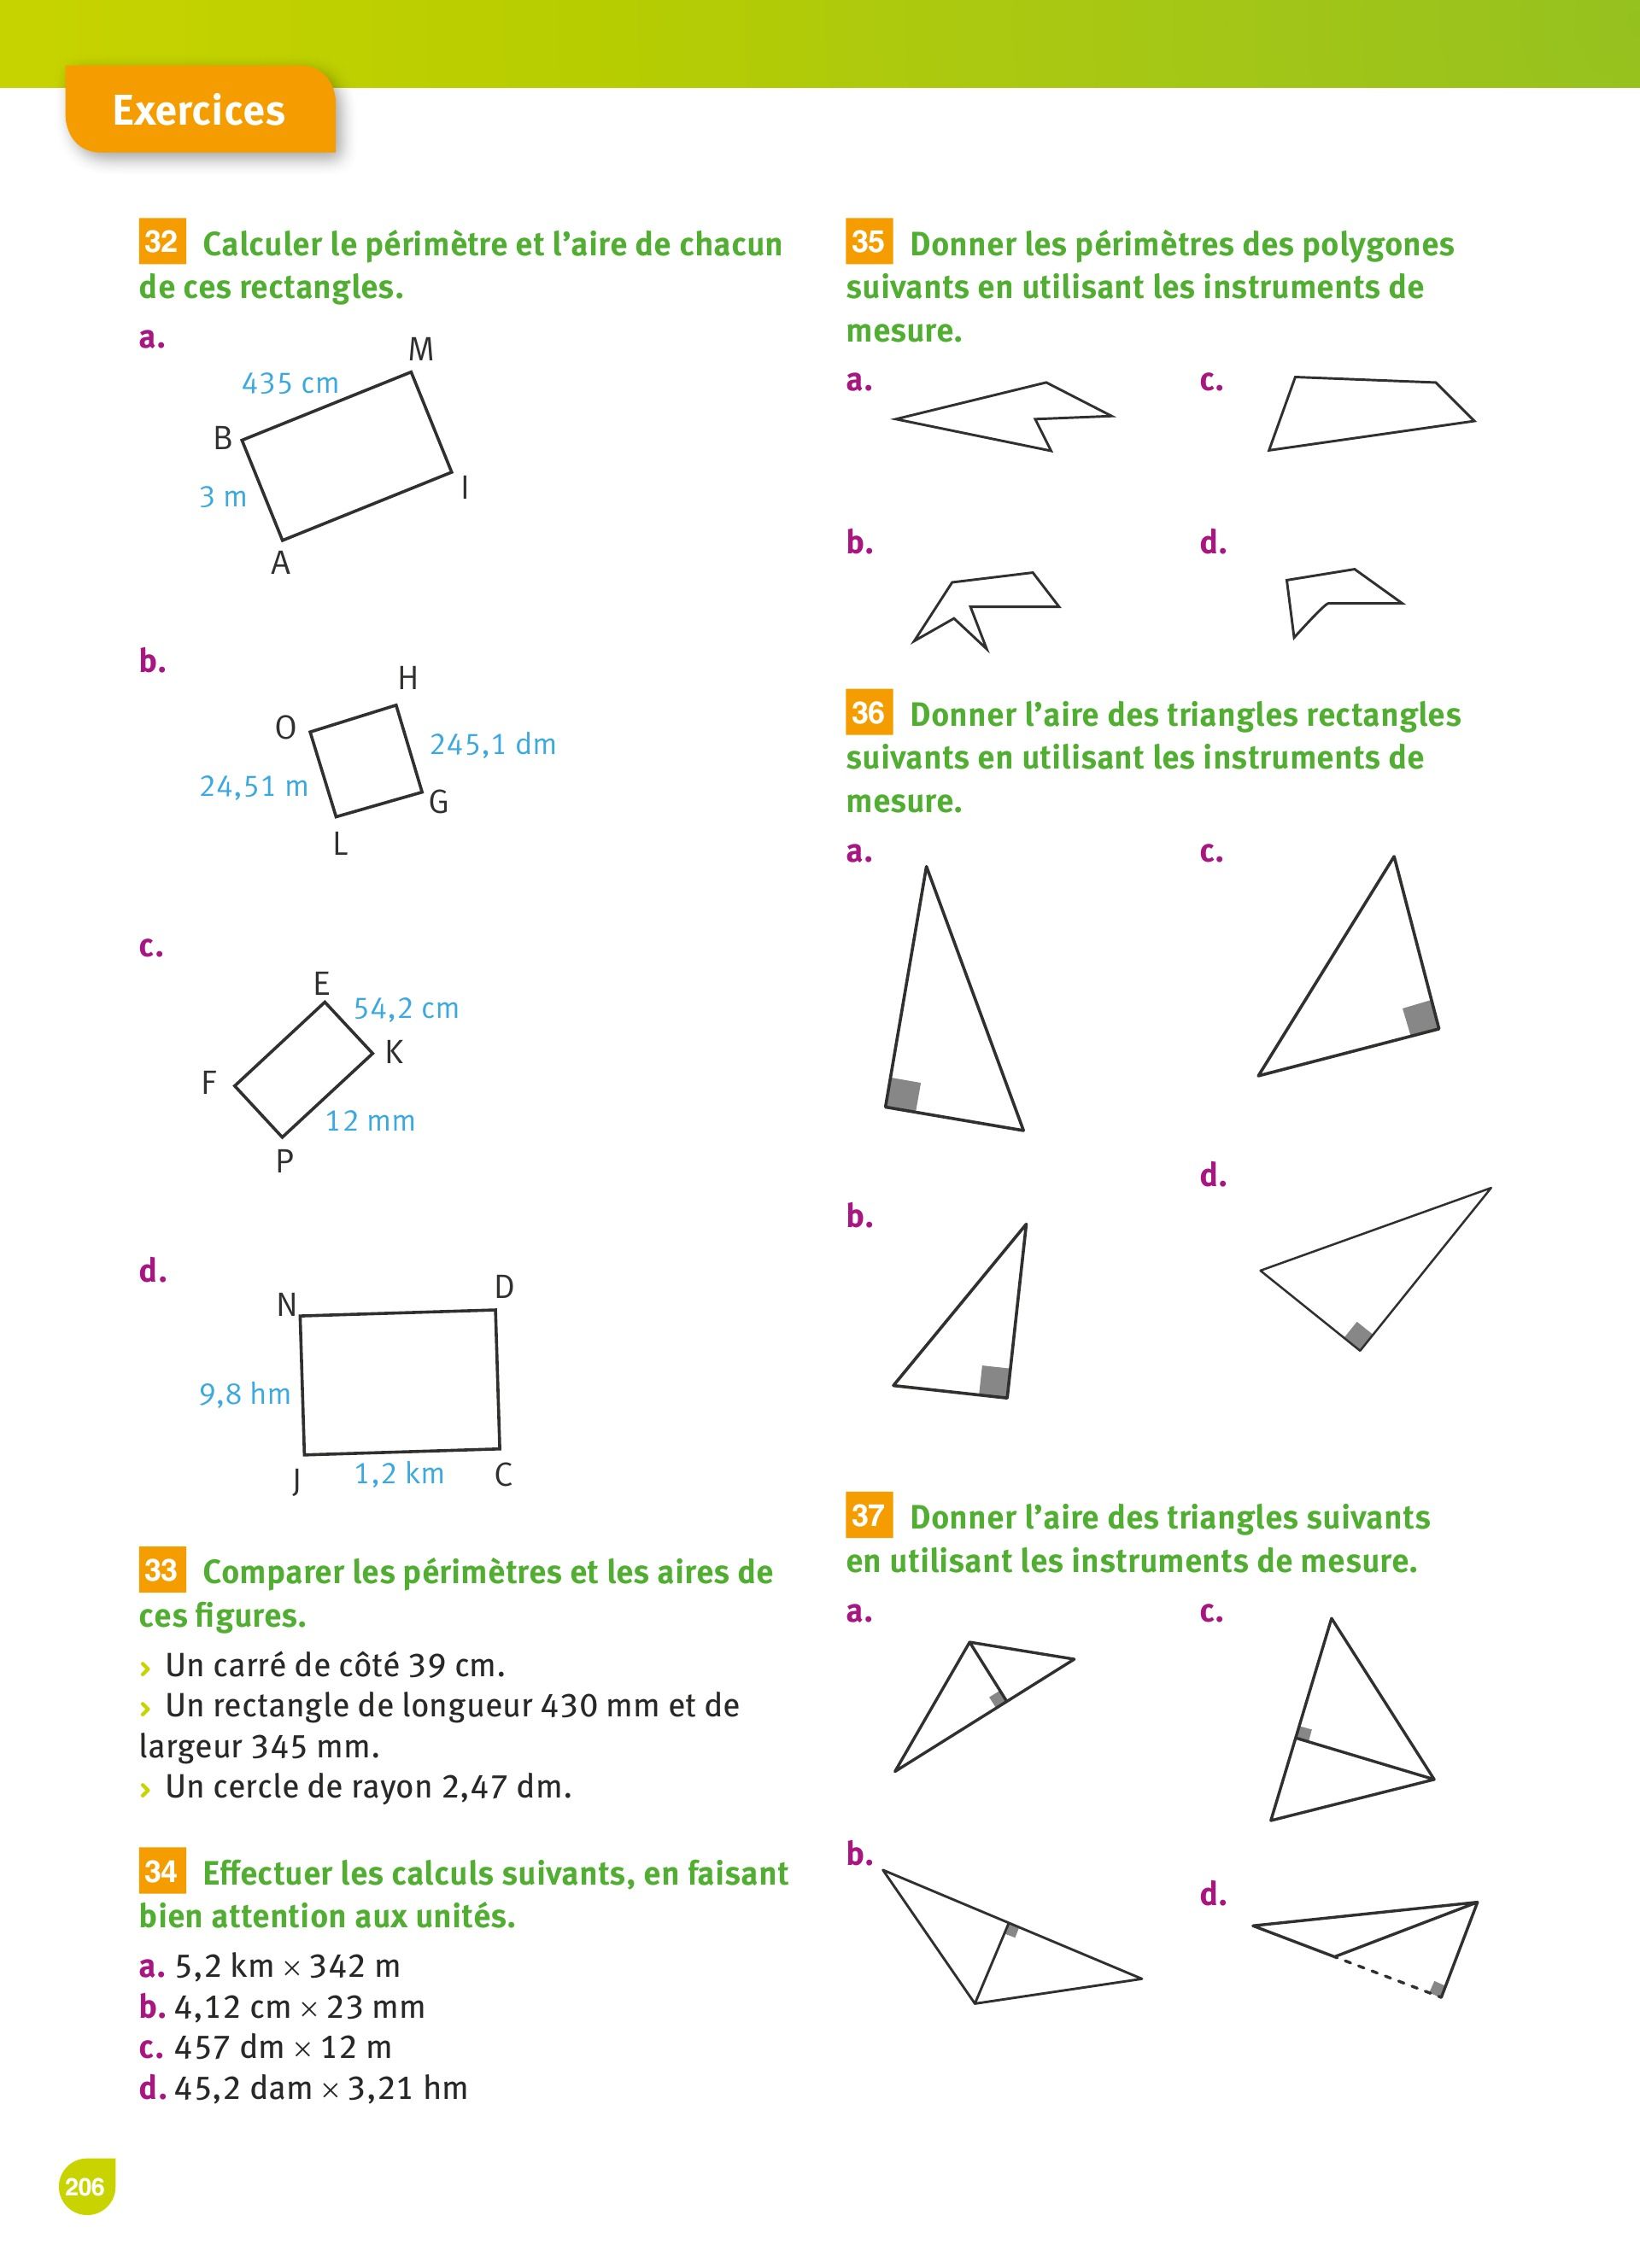 Exercices
32 Calculer le périmètre et l’aire de chacun
de ces rectangles.
a.
M
435 cm
B
3 m
I
A
b.
H
O
245,1 dm
24,51 m
G
L
c.
E
54,2 cm
K
F
12 mm
P
d.
D
N
9,8 hm
J
1,2 km
C
33 Comparer les périmètres et les aires de
ces figures.
› Un carré de côté 39 cm.
› Un rectangle de longueur 430 mm et de
largeur 345 mm.
› Un cercle de rayon 2,47 dm.
34 Effectuer les calculs suivants, en faisant
bien attention aux unités.
a. 5,2 km × 342 m
b. 4,12 cm × 23 mm
c. 457 dm × 12 m
d. 45,2 dam × 3,21 hm
35 Donner les périmètres des polygones
suivants en utilisant les instruments de
mesure.
a.
c.
b.
d.
36 Donner l’aire des triangles rectangles
suivants en utilisant les instruments de
mesure.
a.
c.
b.
d.
37 Donner l’aire des triangles suivants
en utilisant les instruments de mesure.
a.
c.
b.
d.
206